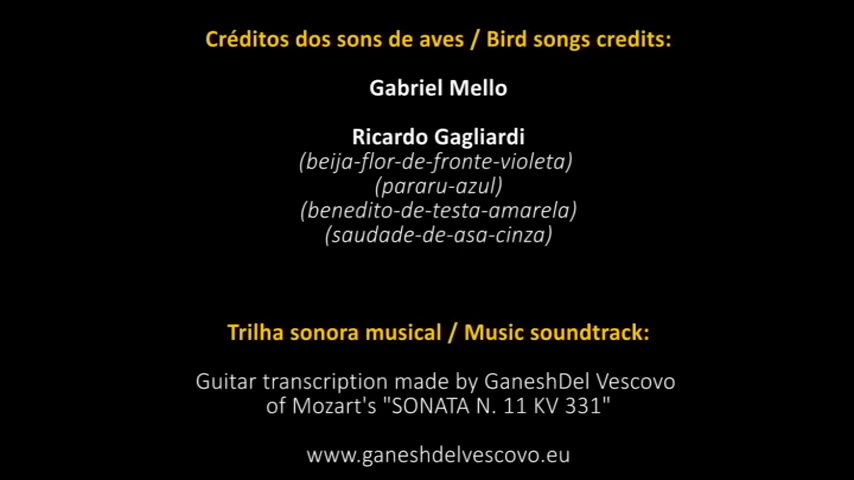 Créditos dos sons de aves / Bird songs credits:
Gabriel Mello
Ricardo Gagliardi
(beija-flor-de-fronte-violeta)
(pararu-azul)
(benedito-de-testa-amarela)
(saudade-de-asa-cinza)
Trilha sonora musical / Music soundtrack:
Guitar transcription made by GaneshDel Vescovo
of Mozart's "SONATA N. 11 KV 331"
www.ganeshdelvescovo.eu